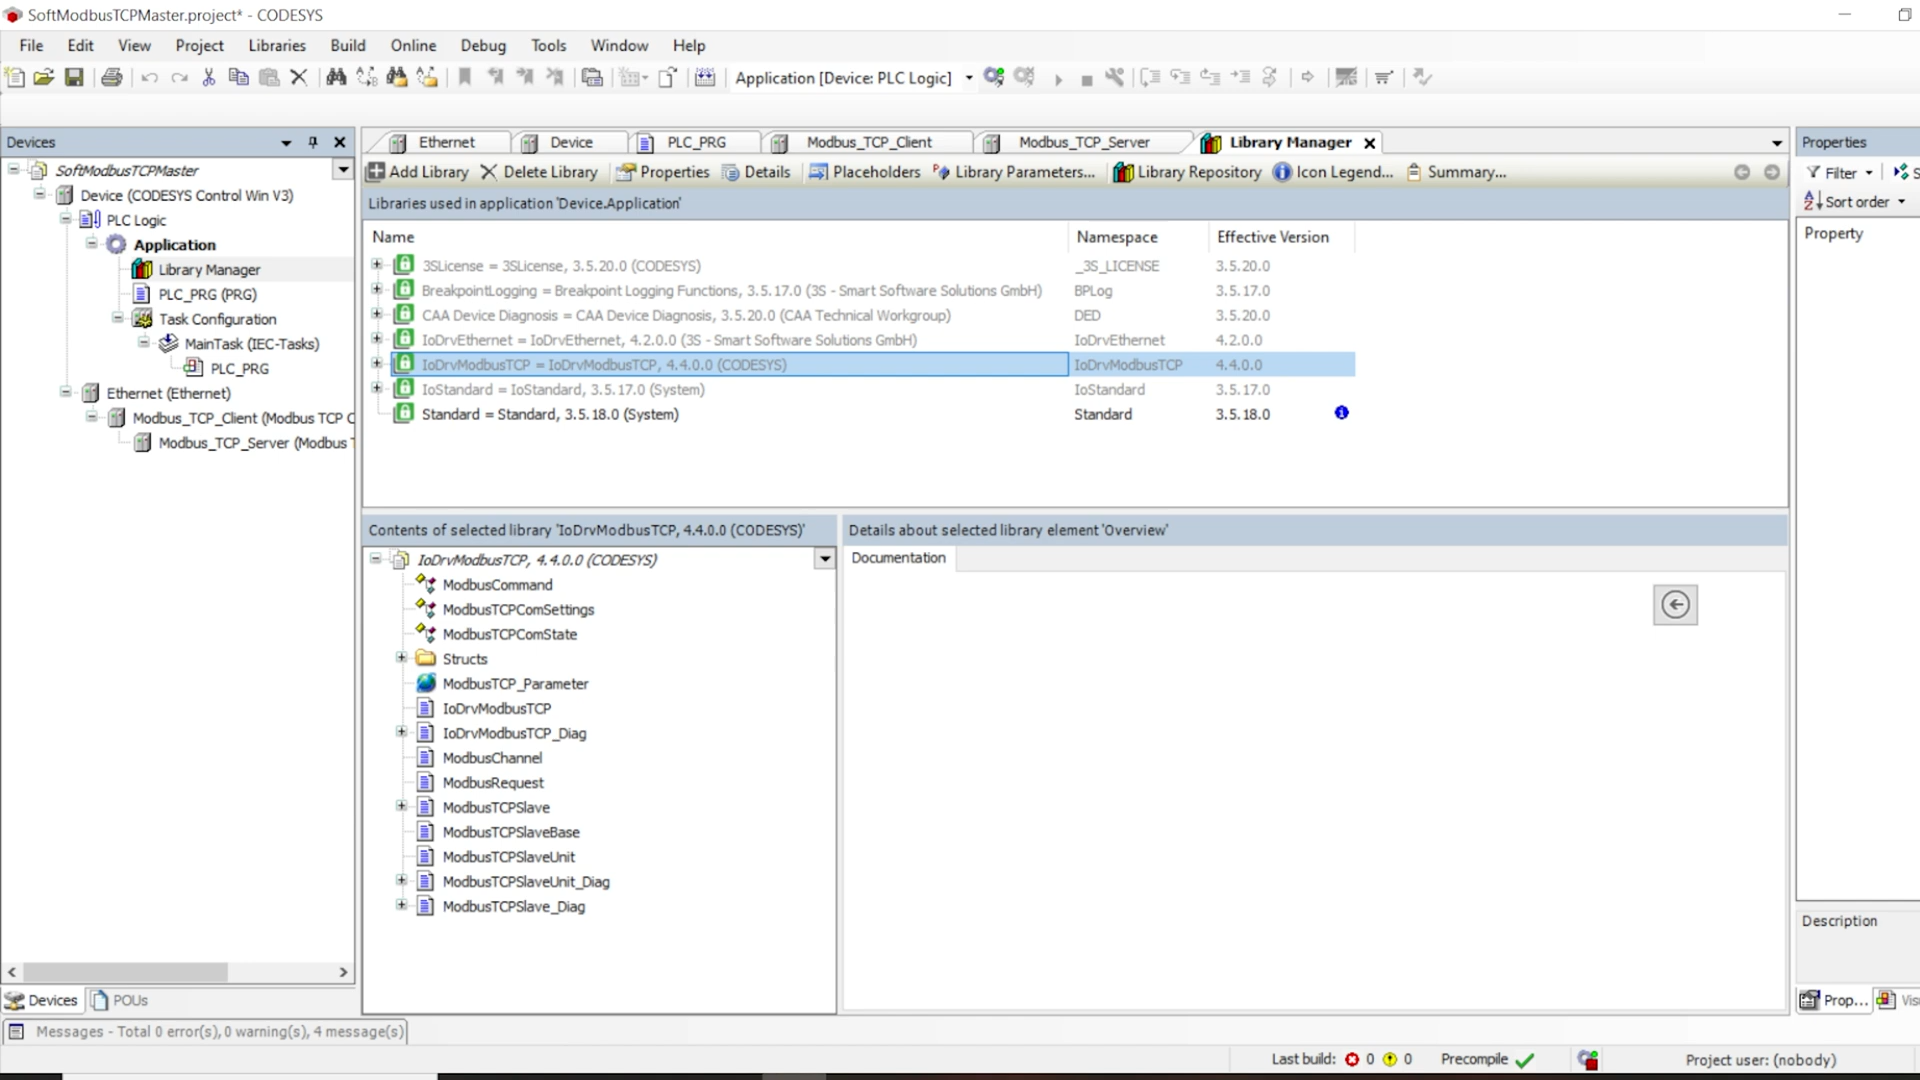 SoftModbusTCPMaster.project* - CODESYS
File Edit View Project Libraries Build Online Debug Tools Window Help
Application [Device: PLC Logic]
Devices
SoftModbusTCPMaster
Device (CODESYS Control Win V3)
PLC Logic
Application
Library Manager
PLC_PRG (PRG)
Task Configuration
MainTask (IEC-Tasks)
PLC_PRG
Ethernet (Ethernet)
Modbus_TCP_Client (Modbus TCP C
Modbus_TCP_Server (Modbus
Devices POUs
Ethernet Device PLC_PRG Modbus_TCP_Client Modbus_TCP_Server Library Manager
Add Library Delete Library Properties Details Placeholders Library Parameters... Library Repository Icon Legend... Summary...
Libraries used in application 'Device.Application'
Name Namespace Effective Version
3SLicense = 3SLicense, 3.5.20.0 (CODESYS) _3S_LICENSE 3.5.20.0
BreakpointLogging = Breakpoint Logging Functions, 3.5.17.0 (3S - Smart Software Solutions GmbH) BPLog 3.5.17.0
CAA Device Diagnosis = CAA Device Diagnosis, 3.5.20.0 (CAA Technical Workgroup) DED 3.5.20.0
IoDrvEthernet = IoDrvEthernet, 4.2.0.0 (3S - Smart Software Solutions GmbH) IoDrvEthernet 4.2.0.0
IoDrvModbusTCP = IoDrvModbusTCP, 4.4.0.0 (CODESYS) IoDrvModbusTCP 4.4.0.0
IoStandard = IoStandard, 3.5.17.0 (System) IoStandard 3.5.17.0
Standard = Standard, 3.5.18.0 (System) Standard 3.5.18.0
Contents of selected library 'IoDrvModbusTCP, 4.4.0.0 (CODESYS)'
IoDrvModbusTCP, 4.4.0.0 (CODESYS)
ModbusCommand
ModbusTCPComSettings
ModbusTCPComState
Structs
ModbusTCP_Parameter
IoDrvModbusTCP
IoDrvModbusTCP_Diag
ModbusChannel
ModbusRequest
ModbusTCPSlave
ModbusTCPSlaveBase
ModbusTCPSlaveUnit
ModbusTCPSlaveUnit_Diag
ModbusTCPSlave_Diag
Details about selected library element 'Overview'
Documentation
Properties
Filter S
Sort order
Property
Description
Prop... Vis
Messages - Total 0 error(s), 0 warning(s), 4 message(s)
Last build: 0 0 Precompile Project user: (nobody)